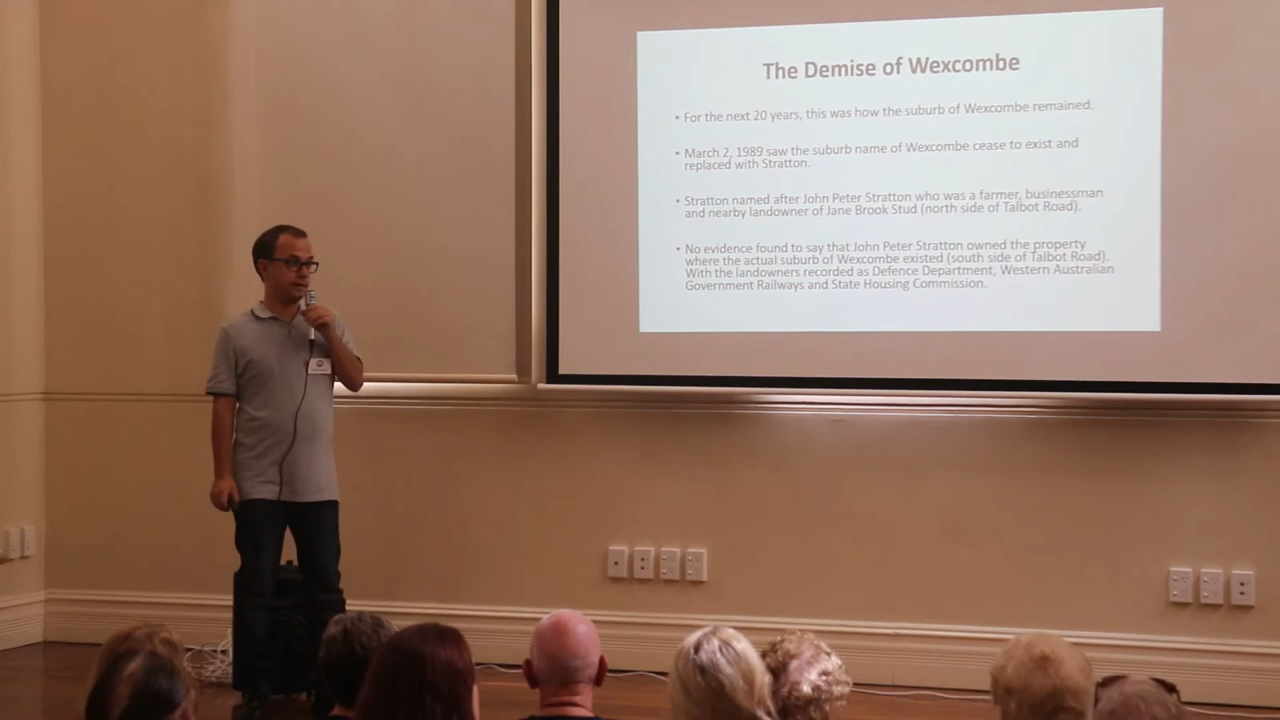 The Demise of Wexcombe
• For the next 20 years, this was how the suburb of Wexcombe remained.
• March 2, 1989 saw the suburb name of Wexcombe cease to exist and
replaced with Stratton.
• Stratton named after John Peter Stratton who was a farmer, businessman
and nearby landowner of Jane Brook Stud (north side of Talbot Road).
• No evidence found to say that John Peter Stratton owned the property
where the actual suburb of Wexcombe existed (south side of Talbot Road).
With the landowners recorded as Defence Department, Western Australian
Government Railways and State Housing Commission.